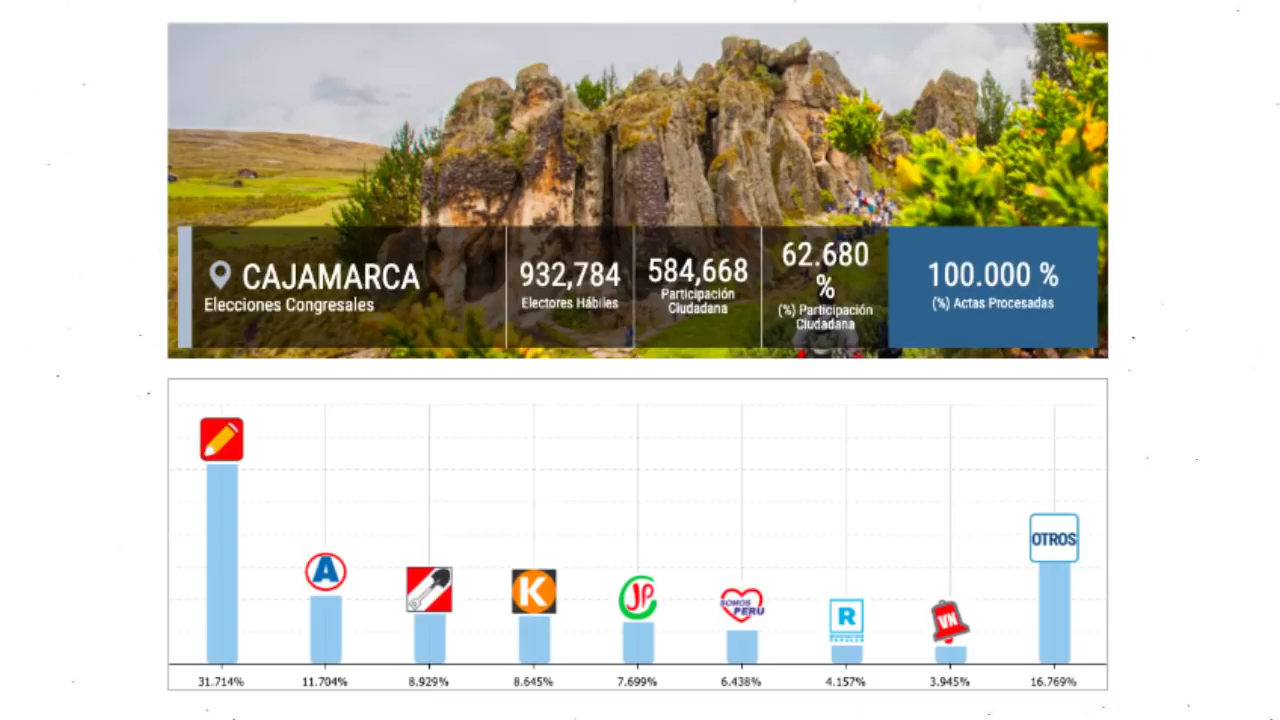 CAJAMARCA
Elecciones Congresales
932,784
Electores Hábiles
584,668
Participación
Ciudadana
62.680
%
(%) Participación
Ciudadana
100.000 %
(%) Actas Procesadas
A
K
JP
SOMOS
PERU
R
VN
OTROS
31.714%
11.704%
8.929%
8.645%
7.699%
6.438%
4.157%
3.945%
16.769%